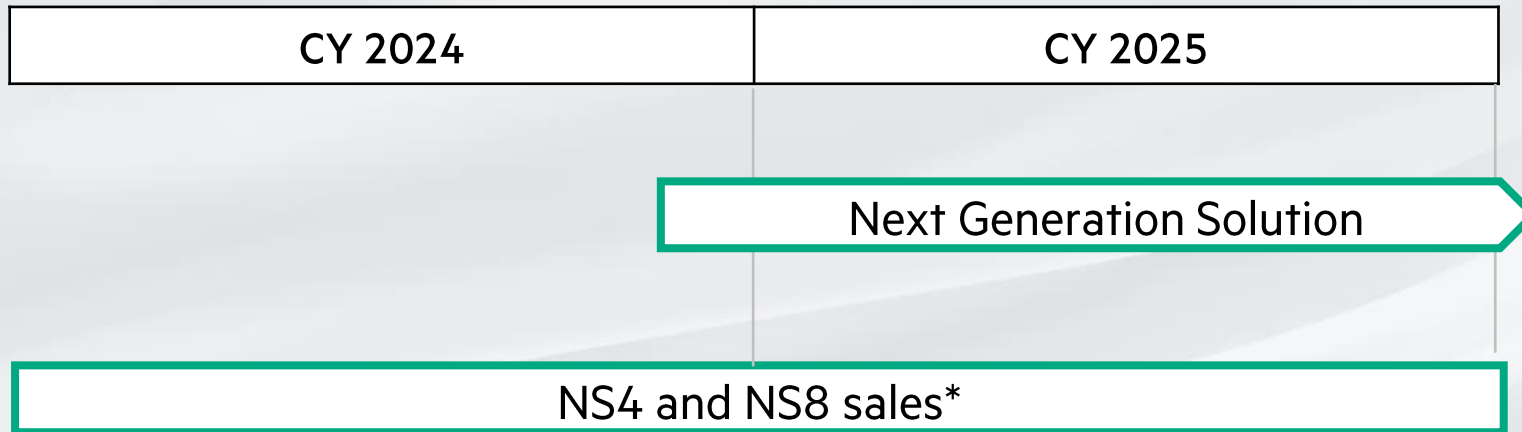 CY 2024
CY 2025
Next Generation Solution
NS4 and NS8 sales*